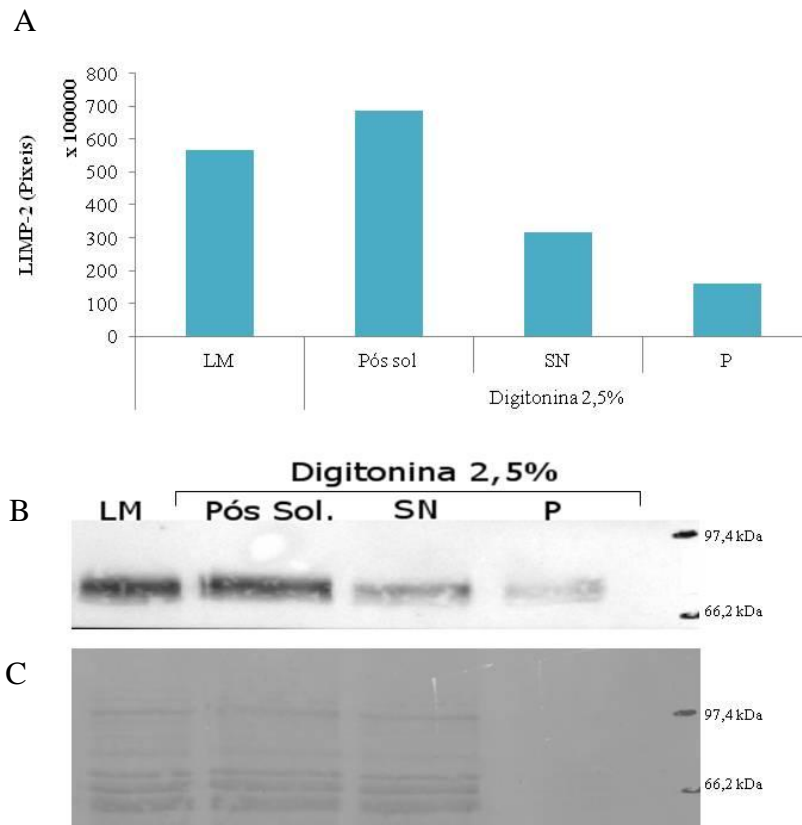 A
800
700
600
500
400
300
200
100
0
LIMP-2 (Pixeis)
x 100000
LM
Pós sol
SN
P
Digitonina 2,5%
Digitonina 2,5%
B
LM
Pós Sol.
SN
P
97,4 kDa
66,2 kDa
C
97,4 kDa
66,2 kDa